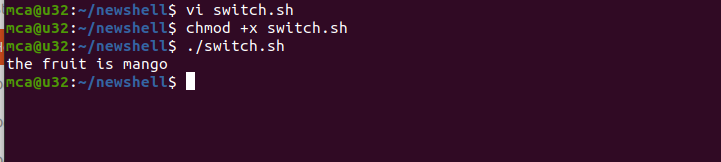 mca@u32:~/newshell$ vi switch.sh
mca@u32:~/newshell$ chmod +x switch.sh
mca@u32:~/newshell$ ./switch.sh
the fruit is mango
mca@u32:~/newshell$